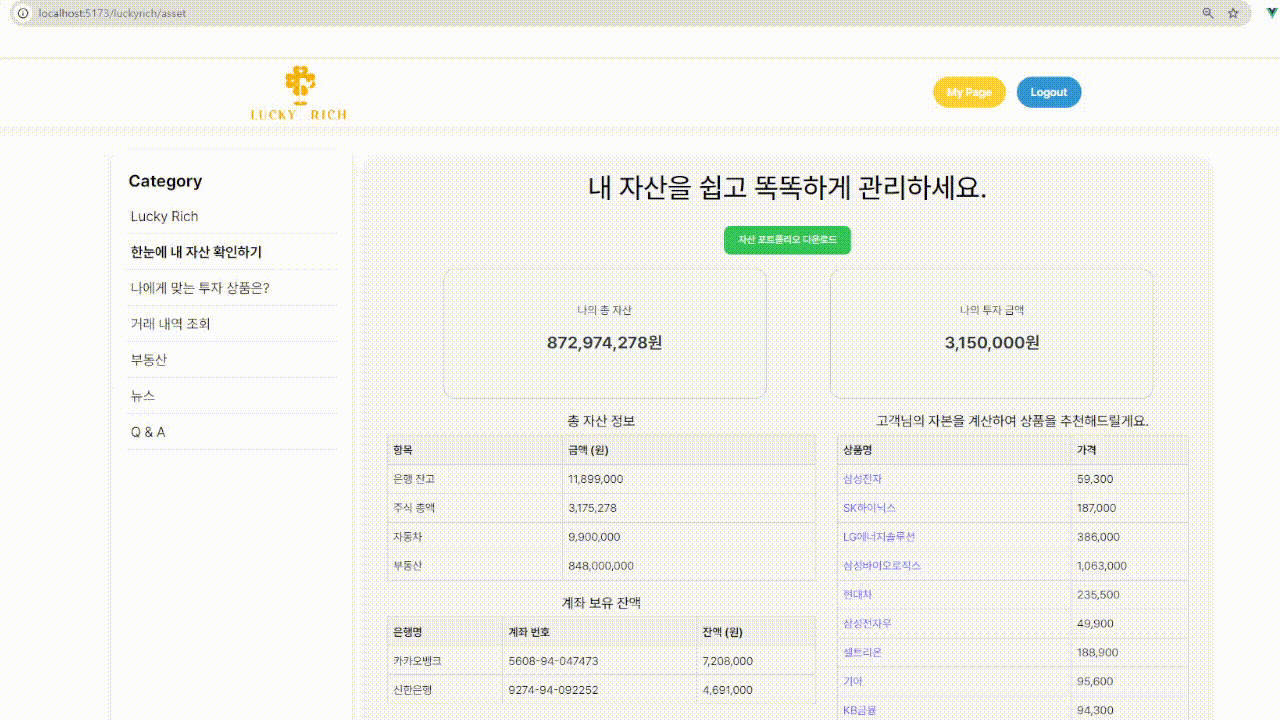 localhost:5173/luckyrich/asset
LUCKY RICH
My Page
Logout
Category
Lucky Rich
한눈에 내 자산 확인하기
나에게 맞는 투자 상품은?
거래 내역 조회
부동산
뉴스
Q & A
내 자산을 쉽고 똑똑하게 관리하세요.
자산 포트폴리오 다운로드
나의 총 자산
872,974,278원
나의 투자 금액
3,150,000원
총 자산 정보
항목 금액 (원)
은행 잔고 11,899,000
주식 총액 3,175,278
자동차 9,900,000
부동산 848,000,000
계좌 보유 잔액
은행명 계좌 번호 잔액 (원)
카카오뱅크 5608-94-047473 7,208,000
신한은행 9274-94-092252 4,691,000
고객님의 자본을 계산하여 상품을 추천해드릴게요.
상품명 가격
삼성전자 59,300
SK하이닉스 187,000
LG에너지솔루션 386,000
삼성바이오로직스 1,063,000
현대차 235,500
삼성전자우 49,900
셀트리온 188,900
기아 95,600
KB금융 94,300